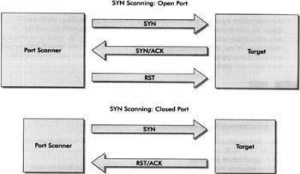 SYN Scanning: Open Port
SYN
Port Scanner
SYN/ACK
Target
RST
SYN Scanning: Closed Port
SYN
Port Scanner
Target
RST/ACK